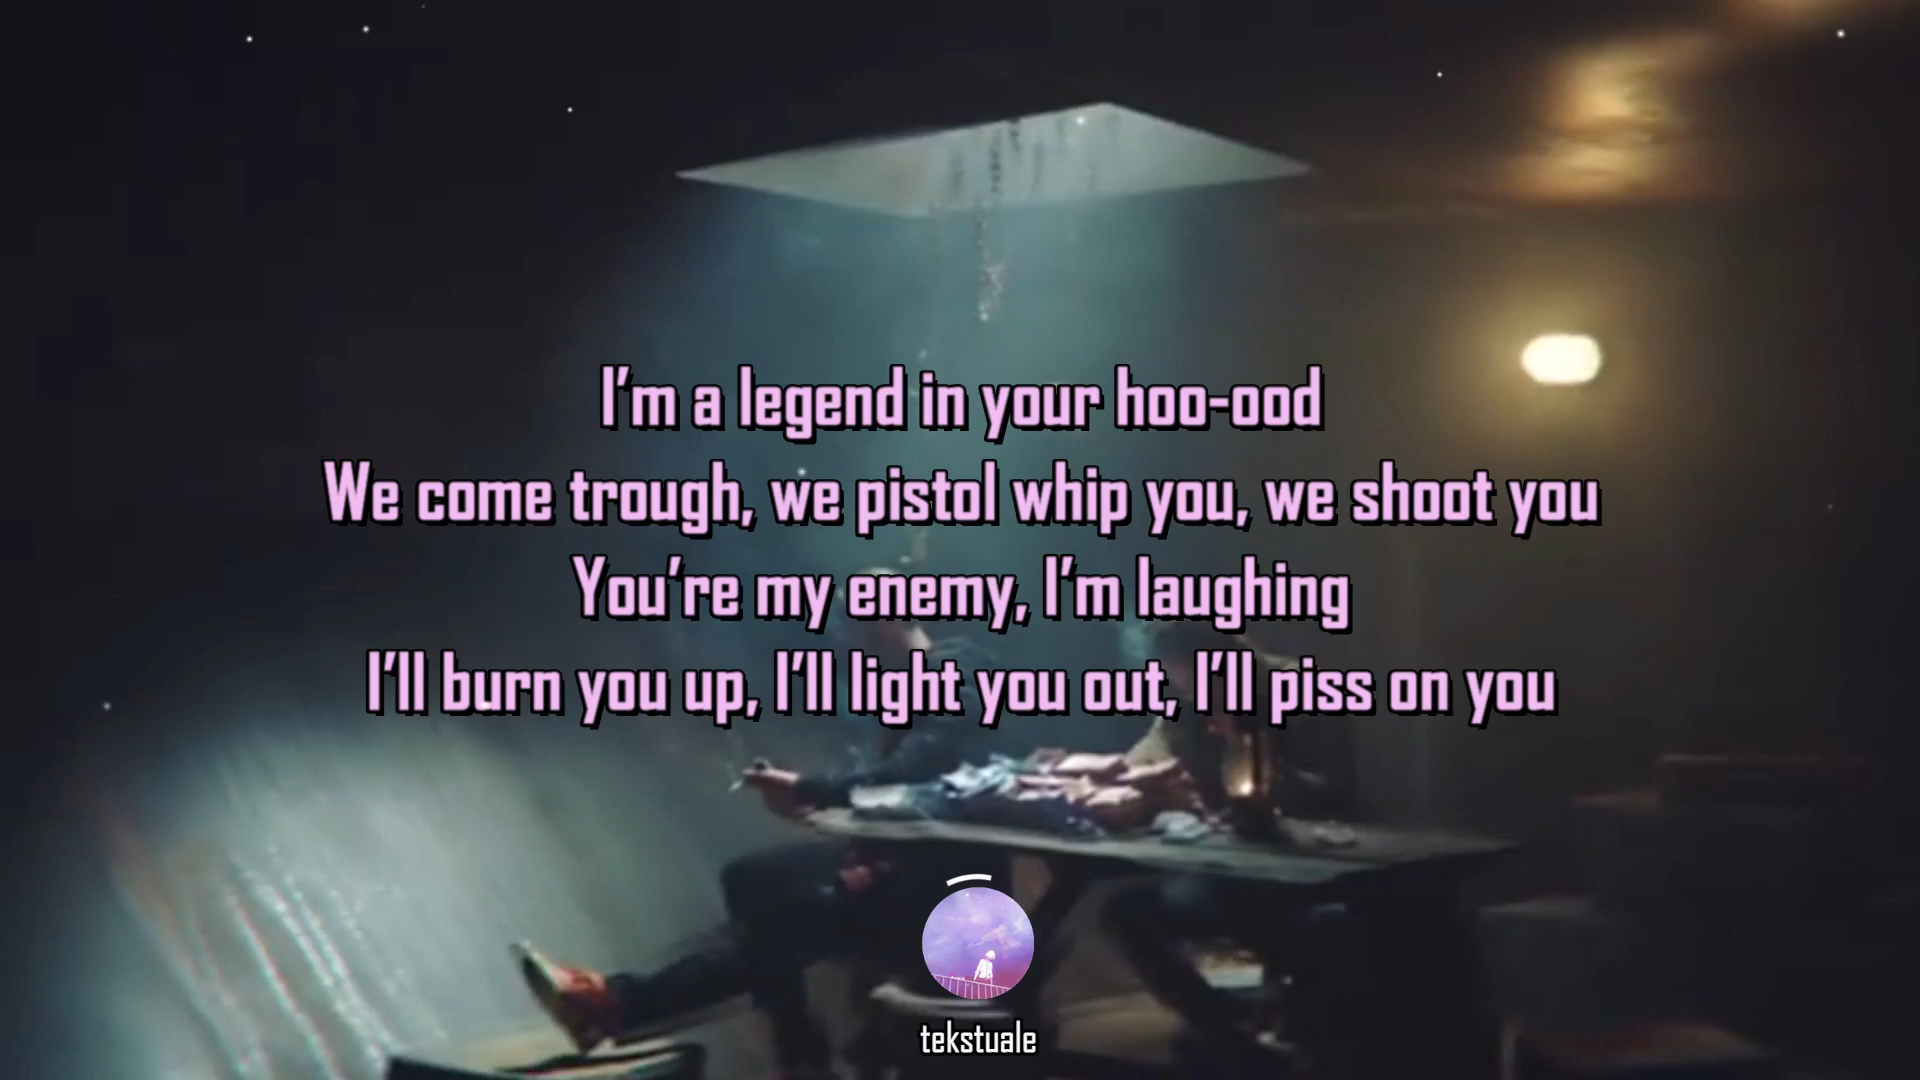 I'm a legend in your hoo-ood
We come trough, we pistol whip you, we shoot you
You're my enemy, I'm laughing
I'll burn you up, I'll light you out, I'll piss on you
tekstuale